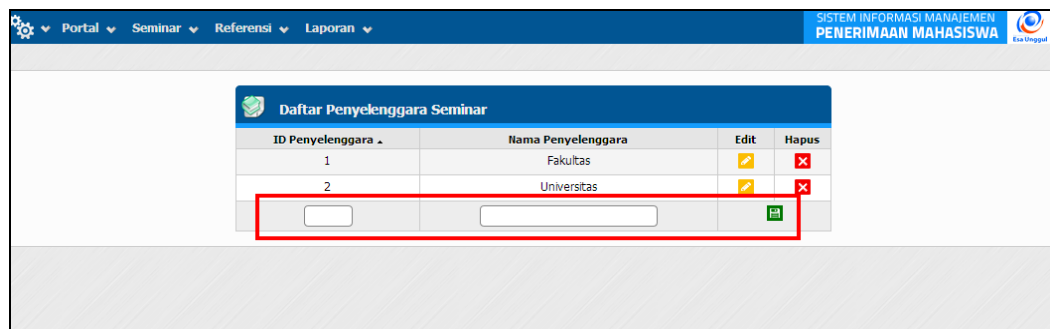 Portal Seminar Referensi Laporan
SISTEM INFORMASI MANAJEMEN
PENERIMAAN MAHASISWA
Esa Unggul
Daftar Penyelenggara Seminar
ID Penyelenggara Nama Penyelenggara Edit Hapus
1 Fakultas
2 Universitas